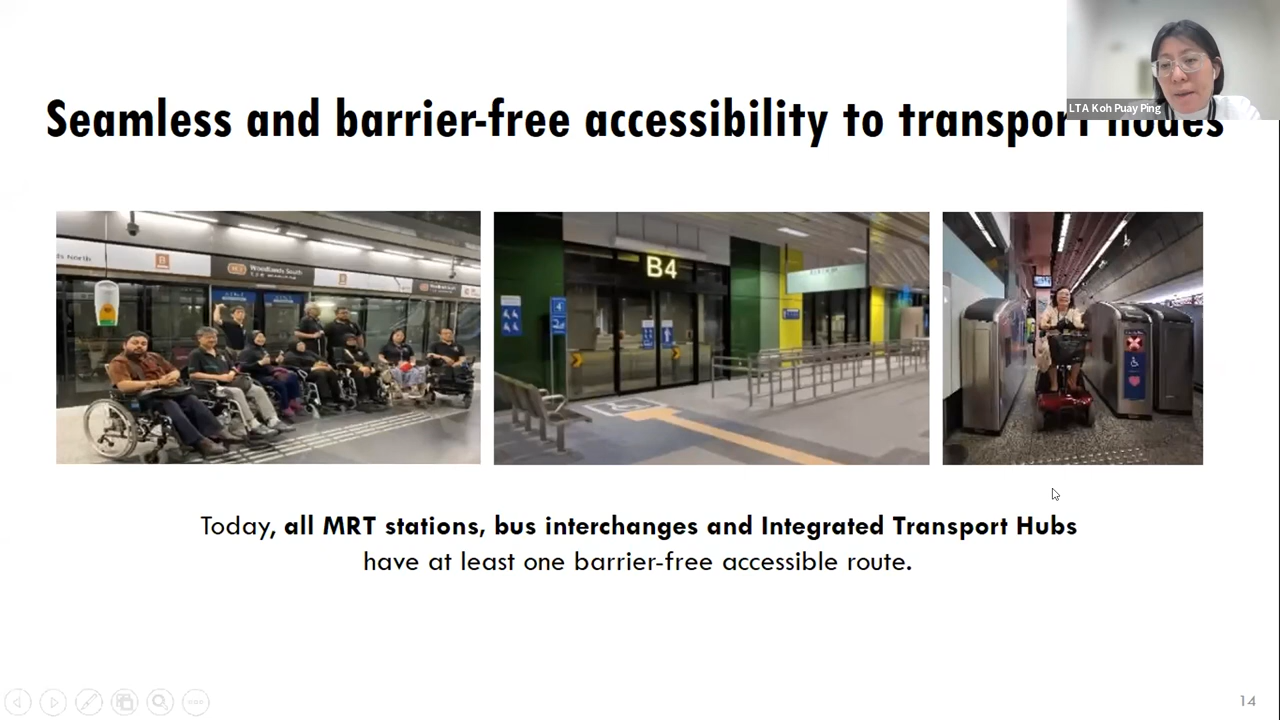 LTA Koh Puay Ping
Seamless and barrier-free accessibility to transport nodes
Woodlands South
B4
Today, all MRT stations, bus interchanges and Integrated Transport Hubs
have at least one barrier-free accessible route.
14